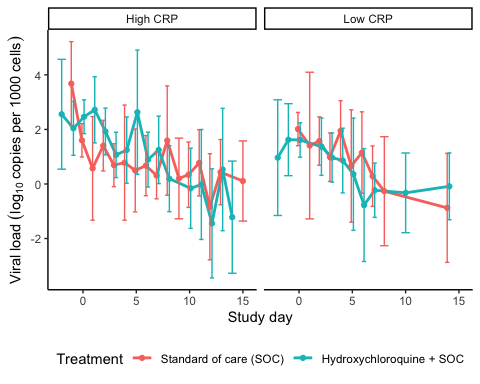 High CRP
Low CRP
Viral load (log₁₀ copies per 1000 cells)
4
2
0
-2
0 5 10 15
0 5 10 15
Study day
Treatment
Standard of care (SOC)
Hydroxychloroquine + SOC